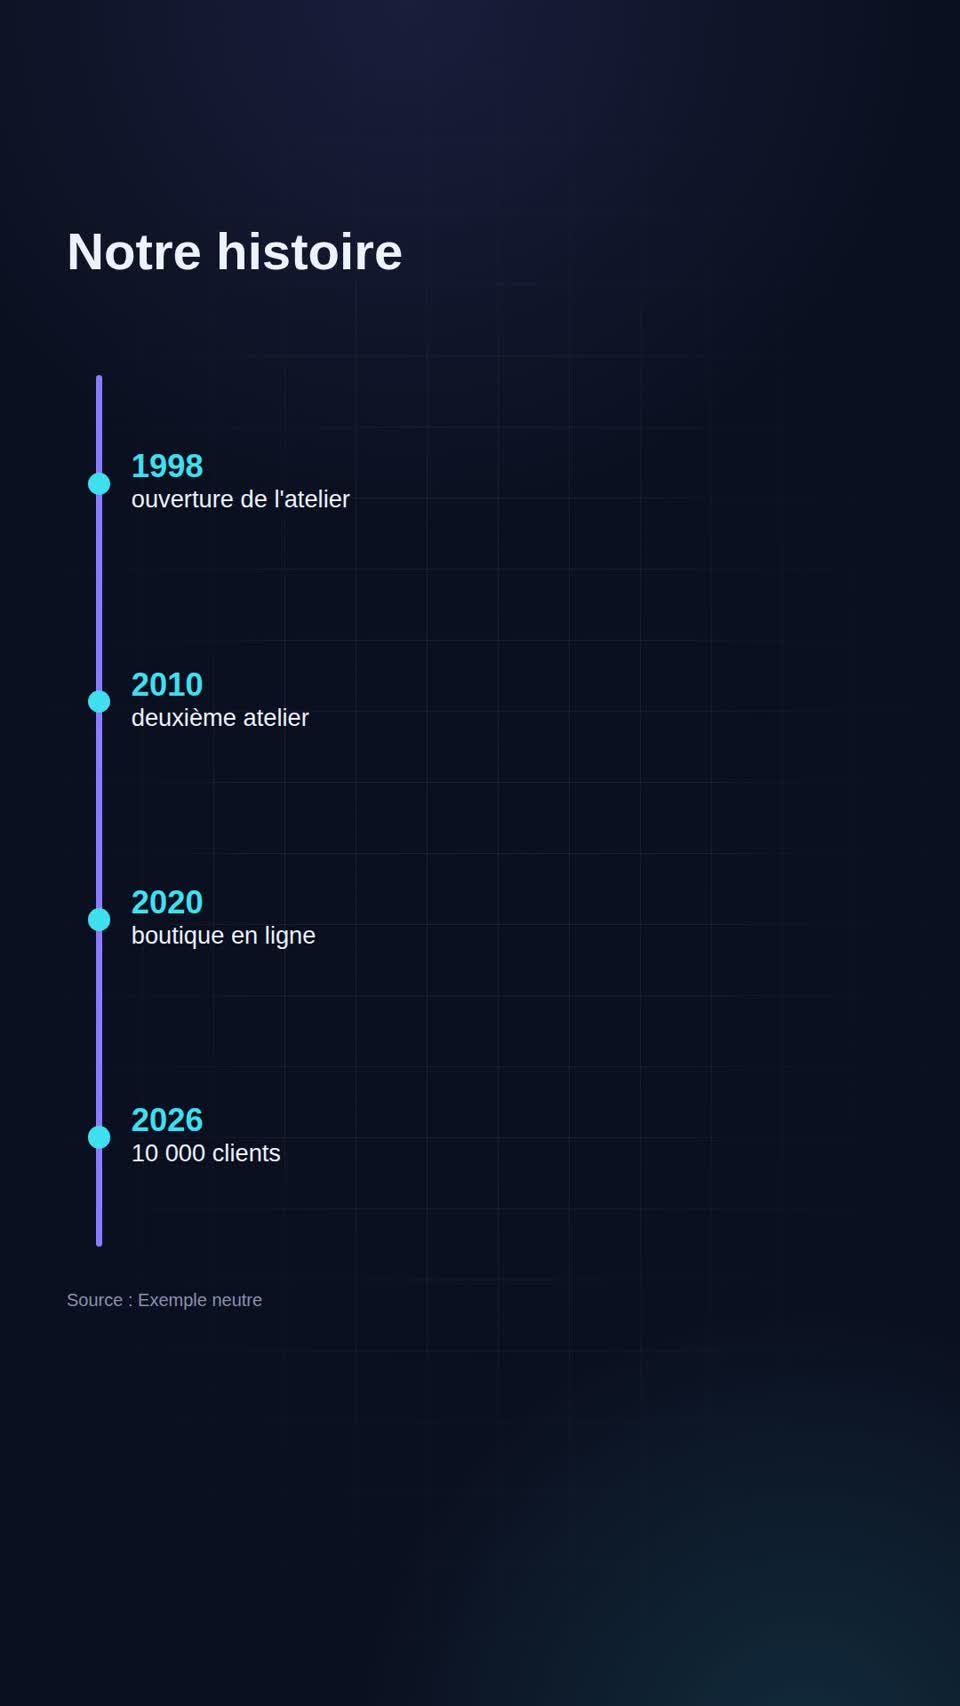 Notre histoire
1998
ouverture de l'atelier
2010
deuxième atelier
2020
boutique en ligne
2026
10 000 clients
Source : Exemple neutre